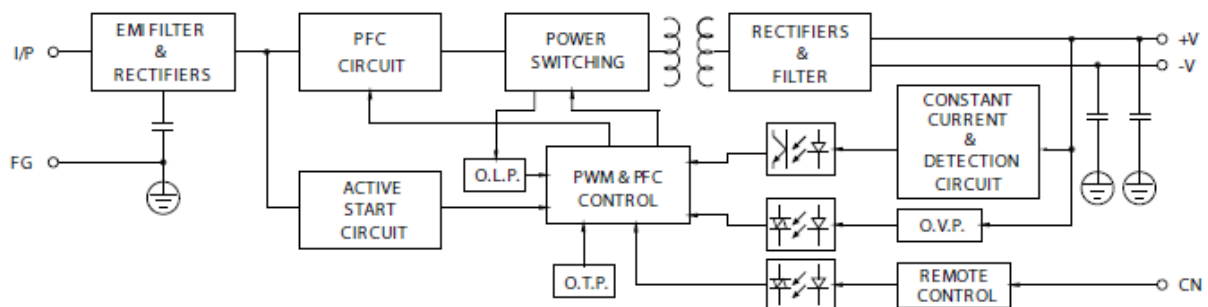 I/P
EMI FILTER
&
RECTIFIERS
PFC
CIRCUIT
POWER
SWITCHING
RECTIFIERS
&
FILTER
+V
-V
FG
CONSTANT
CURRENT
&
DETECTION
CIRCUIT
O.L.P.
PWM & PFC
CONTROL
ACTIVE
START
CIRCUIT
O.V.P.
O.T.P.
REMOTE
CONTROL
CN